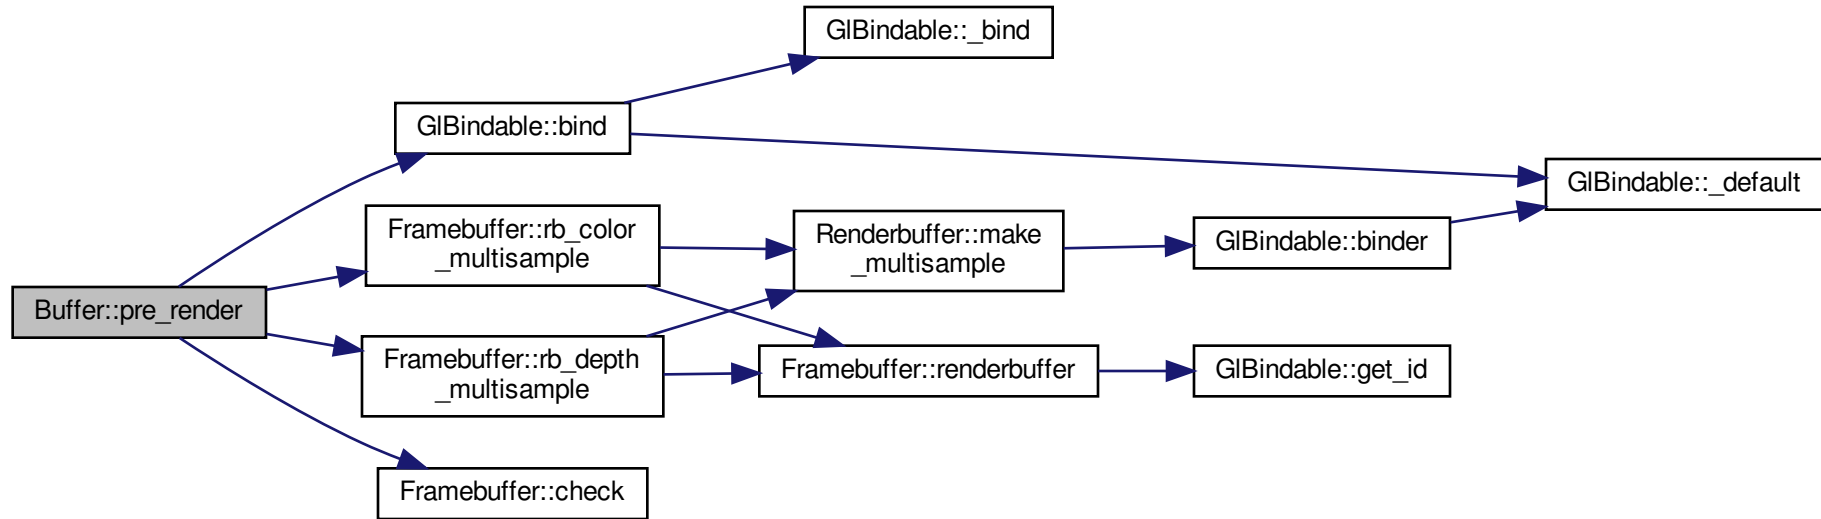 GlBindable::_bind
GlBindable::bind
GlBindable::_default
Framebuffer::rb_color
_multisample
Renderbuffer::make
_multisample
GlBindable::binder
Buffer::pre_render
Framebuffer::rb_depth
_multisample
Framebuffer::renderbuffer
GlBindable::get_id
Framebuffer::check